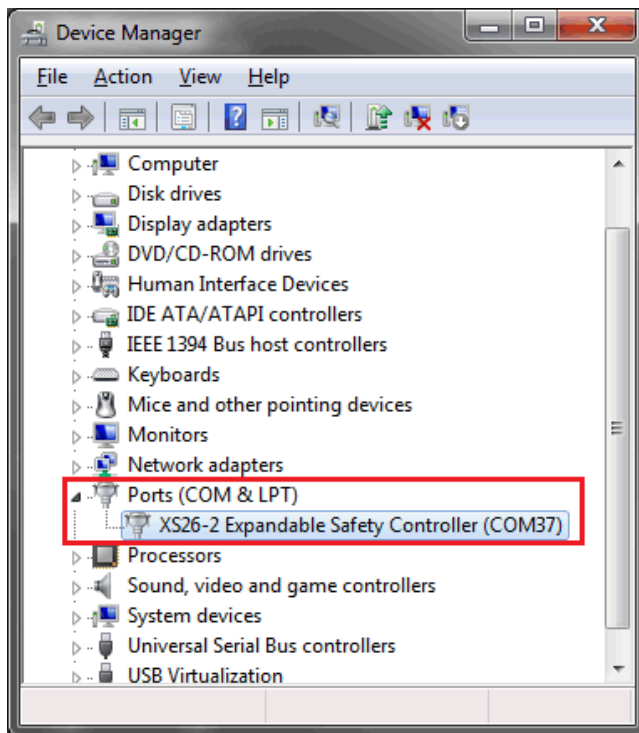 Device Manager
File Action View Help
Computer
Disk drives
Display adapters
DVD/CD-ROM drives
Human Interface Devices
IDE ATA/ATAPI controllers
IEEE 1394 Bus host controllers
Keyboards
Mice and other pointing devices
Monitors
Network adapters
Ports (COM & LPT)
XS26-2 Expandable Safety Controller (COM37)
Processors
Sound, video and game controllers
System devices
Universal Serial Bus controllers
USB Virtualization